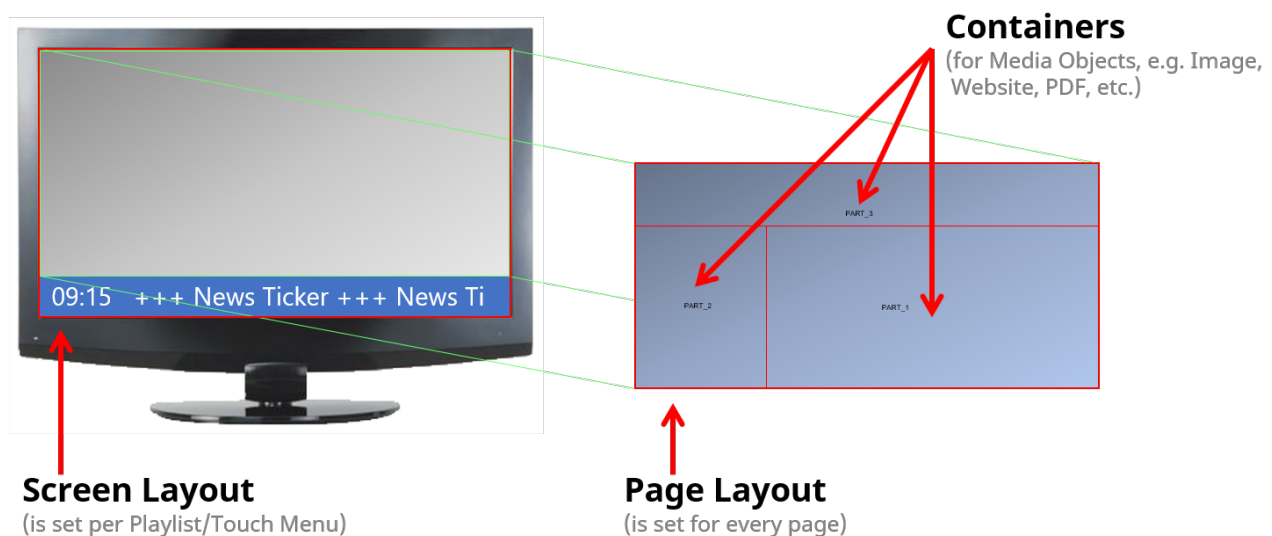 Containers
(for Media Objects, e.g. Image,
Website, PDF, etc.)
PART_3
PART_2
PART_1
09:15 +++ News Ticker +++ News Ti
Screen Layout
(is set per Playlist/Touch Menu)
Page Layout
(is set for every page)